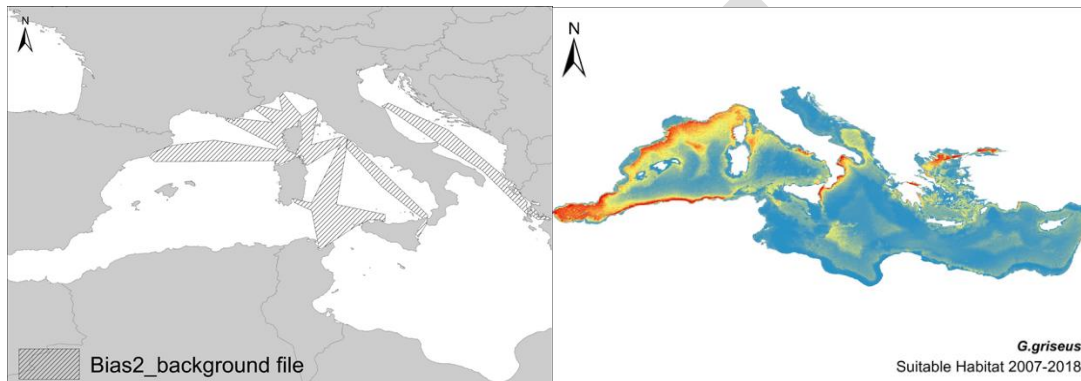 N
Bias2_background file
N
G.griseus
Suitable Habitat 2007-2018